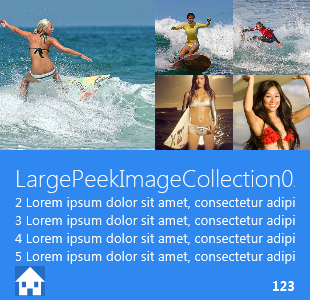 LargePeekImageCollection0
2 Lorem ipsum dolor sit amet, consectetur adipi
3 Lorem ipsum dolor sit amet, consectetur adipi
4 Lorem ipsum dolor sit amet, consectetur adipi
5 Lorem ipsum dolor sit amet, consectetur adipi
123